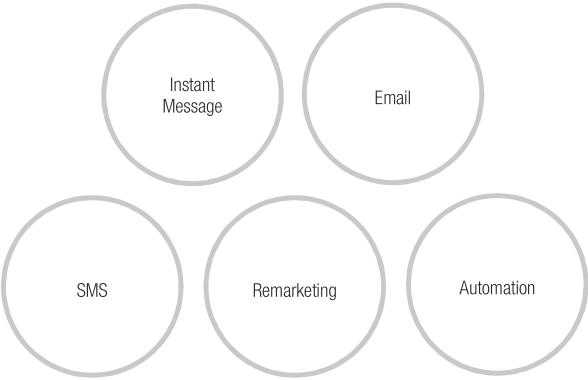 Instant
Message
Email
SMS
Remarketing
Automation